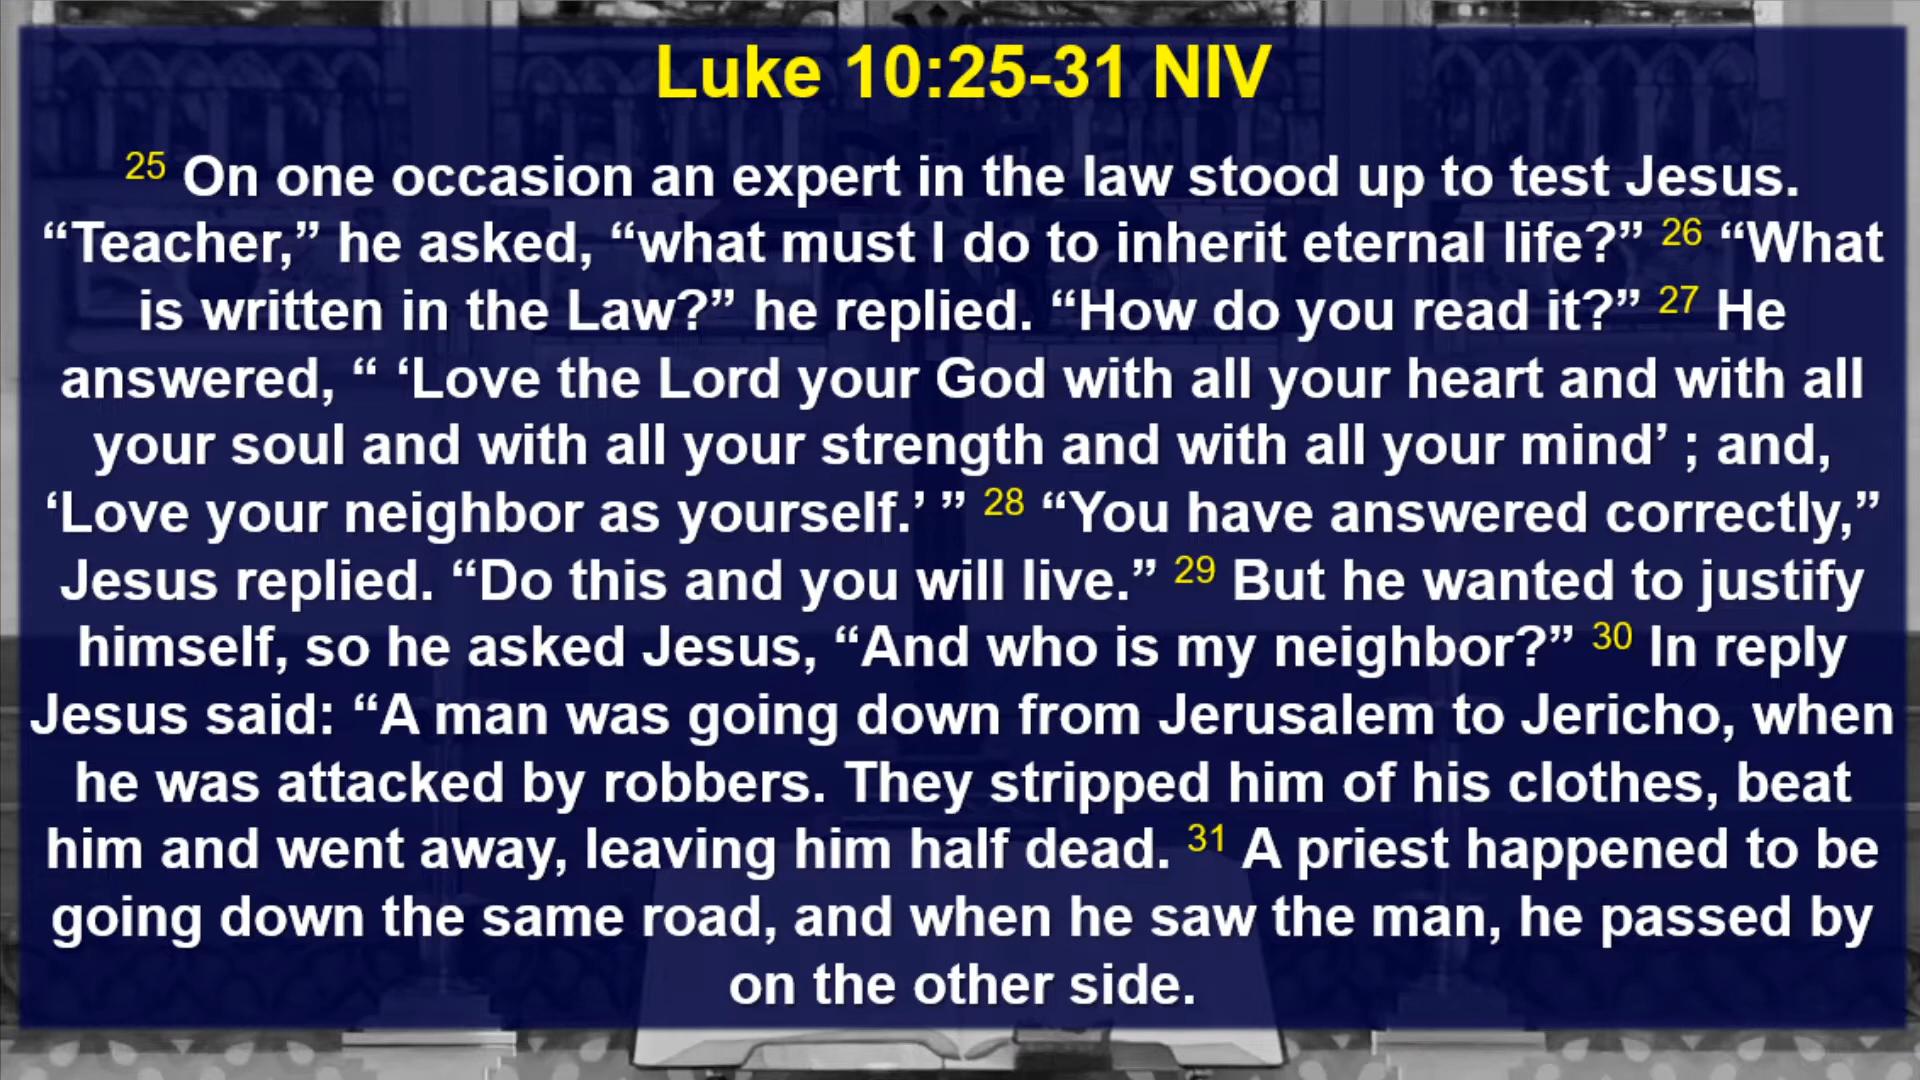 Luke 10:25-31 NIV
25 On one occasion an expert in the law stood up to test Jesus.
“Teacher,” he asked, “what must I do to inherit eternal life?” 26 “What
is written in the Law?” he replied. “How do you read it?” 27 He
answered, “ ‘Love the Lord your God with all your heart and with all
your soul and with all your strength and with all your mind’ ; and,
‘Love your neighbor as yourself.’ ” 28 “You have answered correctly,”
Jesus replied. “Do this and you will live.” 29 But he wanted to justify
himself, so he asked Jesus, “And who is my neighbor?” 30 In reply
Jesus said: “A man was going down from Jerusalem to Jericho, when
he was attacked by robbers. They stripped him of his clothes, beat
him and went away, leaving him half dead. 31 A priest happened to be
going down the same road, and when he saw the man, he passed by
on the other side.